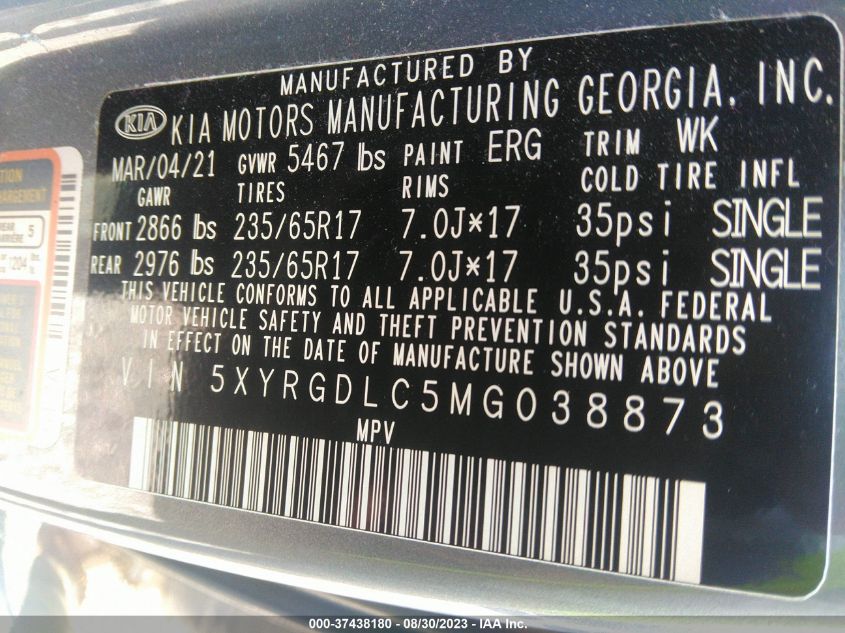 MANUFACTURED BY
KIA KIA MOTORS MANUFACTURING GEORGIA, INC.
MAR/04/21 GVWR 5467 lbs PAINT ERG TRIM WK
GAWR TIRES RIMS COLD TIRE INFL
FRONT 2866 lbs 235/65R17 7.0J*17 35psi SINGLE
REAR 2976 lbs 235/65R17 7.0J*17 35psi SINGLE
THIS VEHICLE CONFORMS TO ALL APPLICABLE U.S.A. FEDERAL
MOTOR VEHICLE SAFETY AND THEFT PREVENTION STANDARDS
IN EFFECT ON THE DATE OF MANUFACTURE SHOWN ABOVE
VIN 5XYRGDLC5MG038873
MPV
5
204
000-37438180 - 08/30/2023 - IAA Inc.